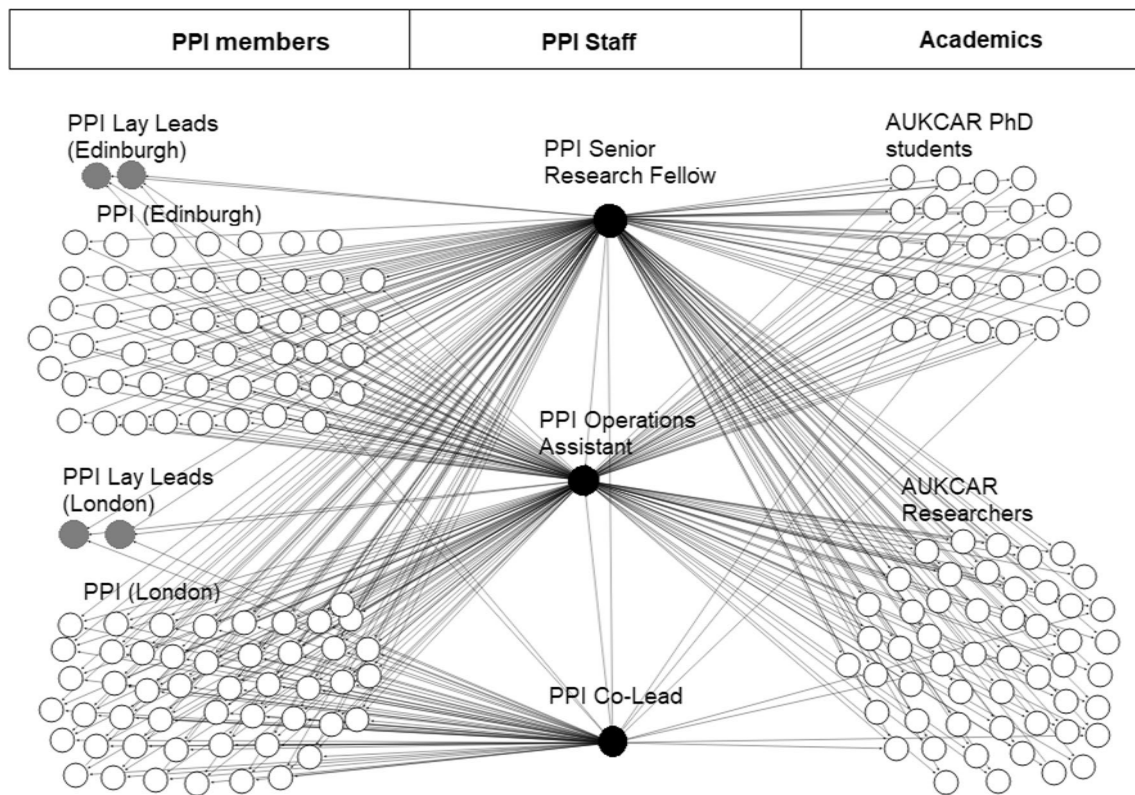 PPI members
PPI Staff
Academics
PPI Lay Leads
(Edinburgh)
PPI (Edinburgh)
PPI Lay Leads
(London)
PPI (London)
PPI Senior
Research Fellow
PPI Operations
Assistant
PPI Co-Lead
AUKCAR PhD
students
AUKCAR
Researchers